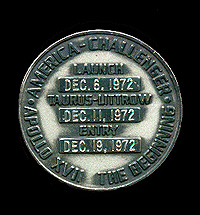 AMERICA - CHALLENGER
LAUNCH
DEC. 6, 1972
TAURUS-LITTROW
DEC. 11, 1972
ENTRY
DEC. 19, 1972
APOLLO XVII THE BEGINNING